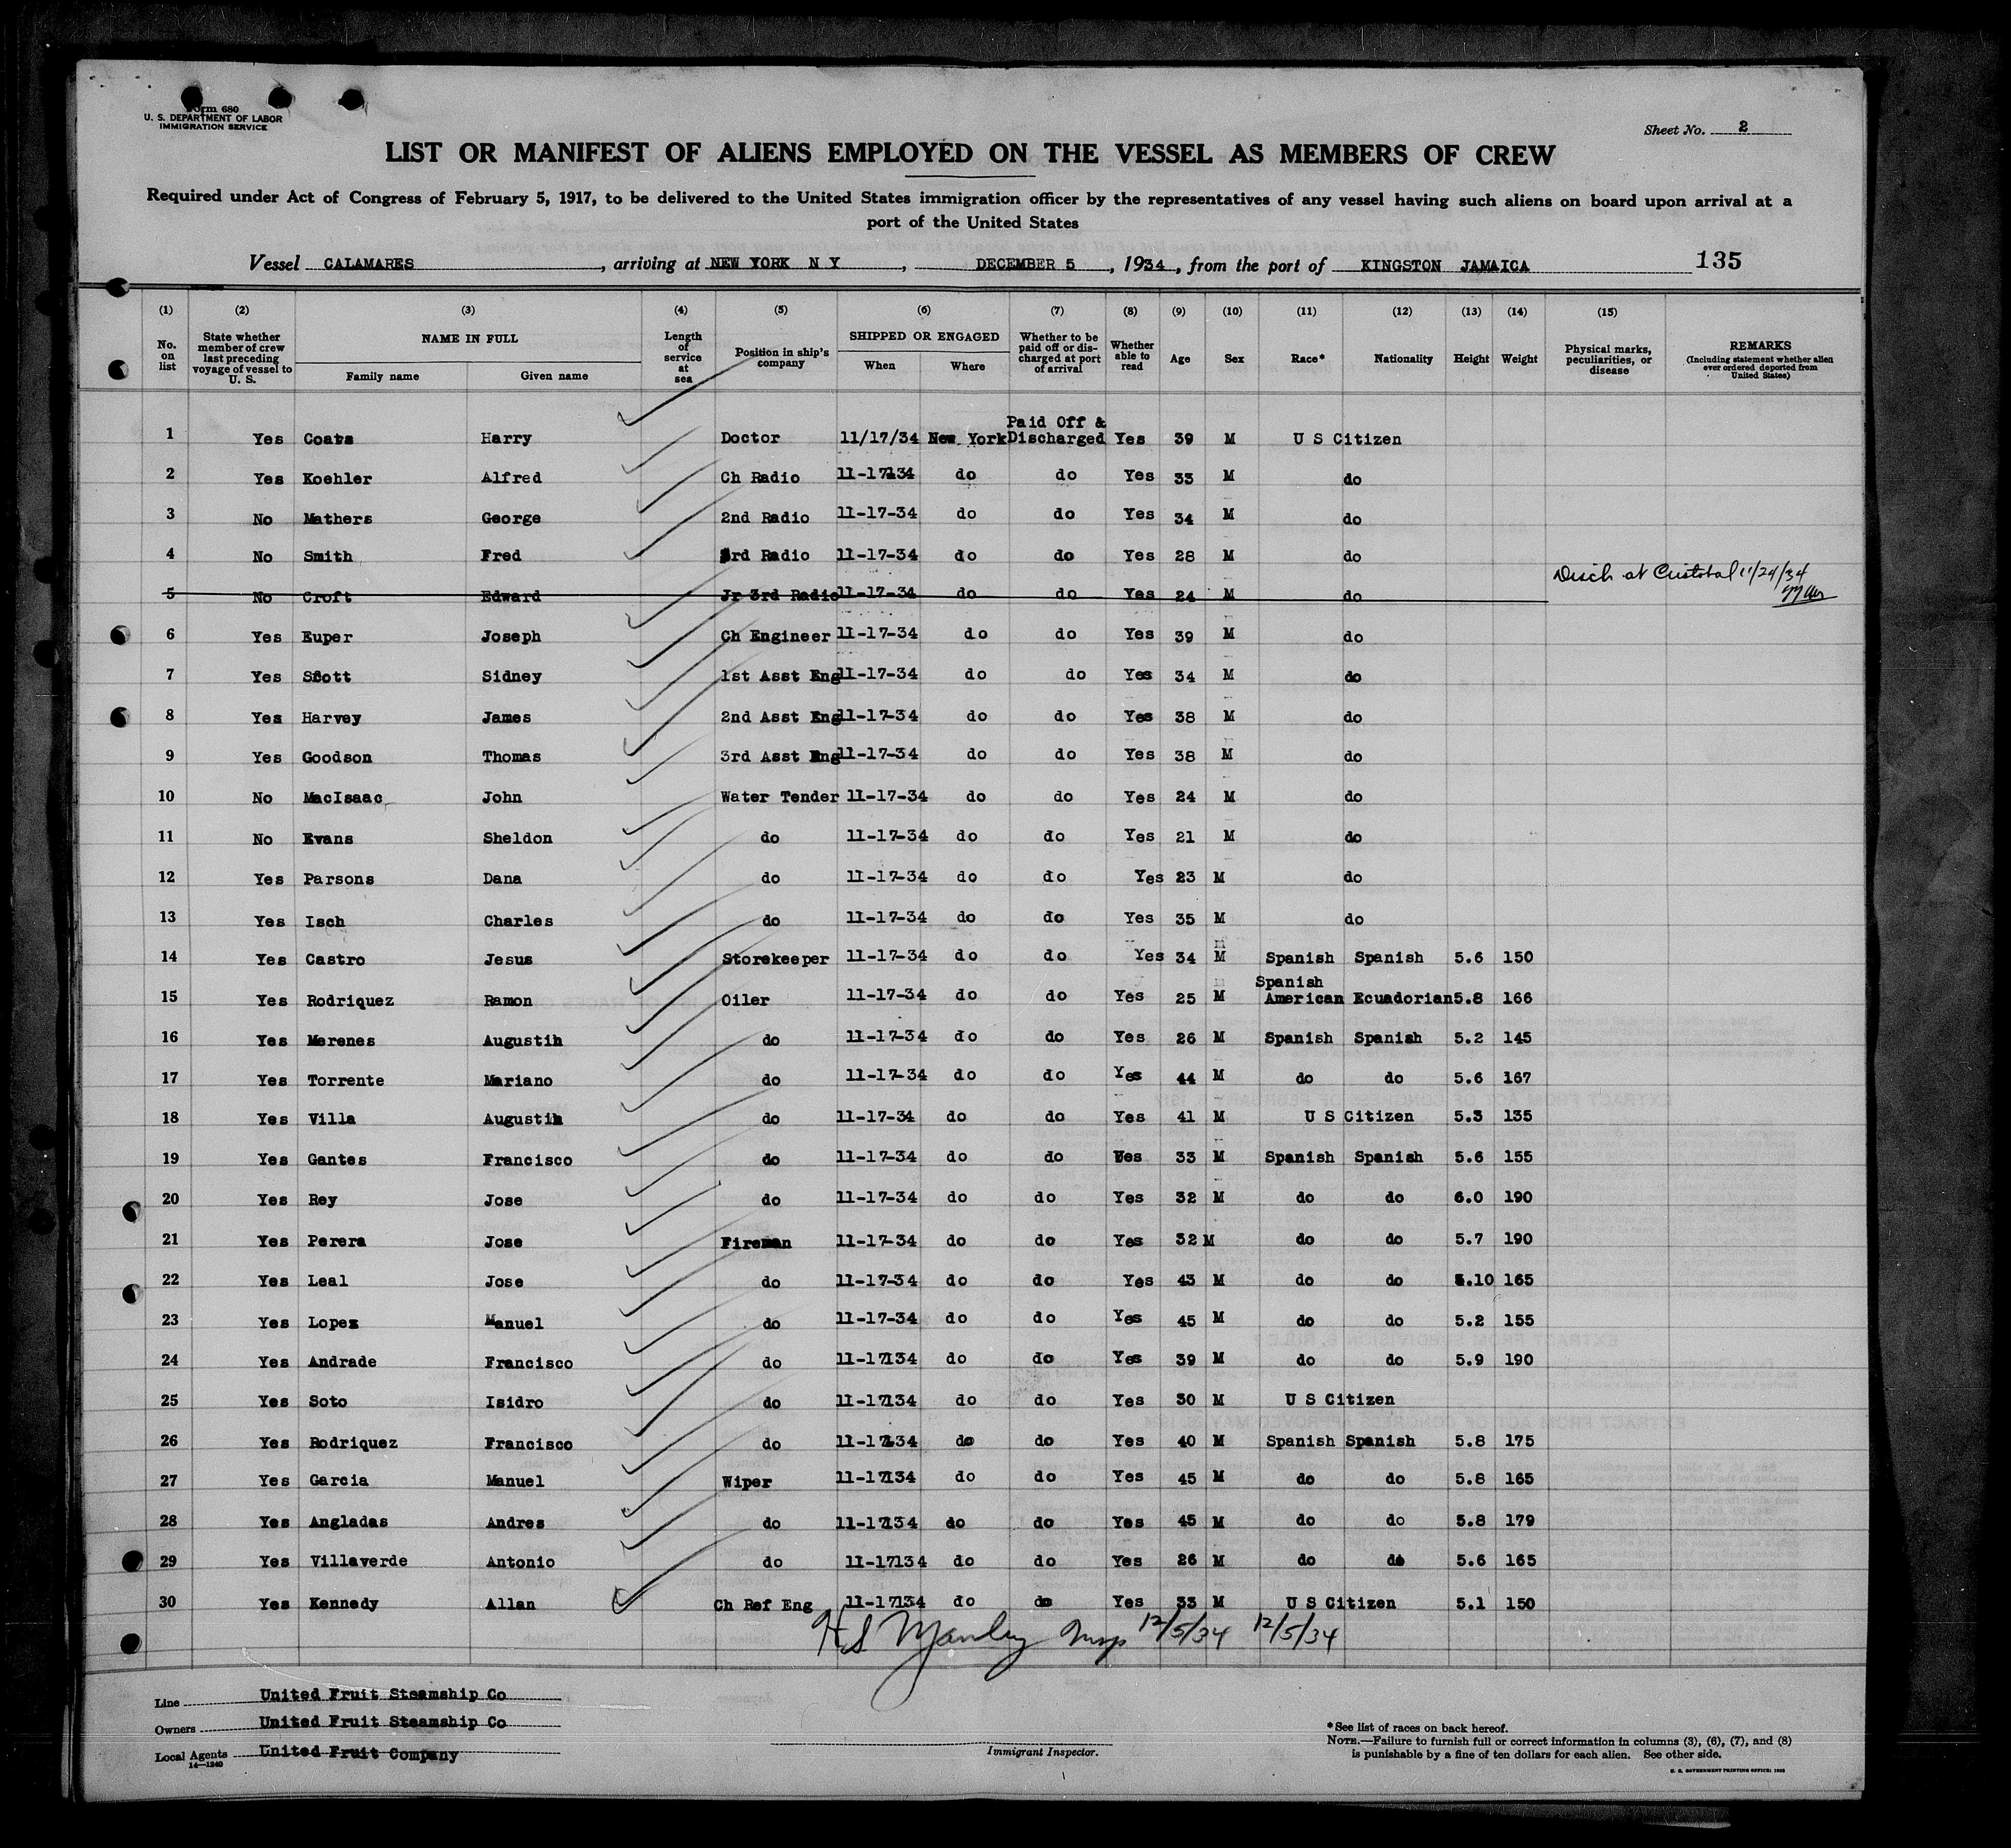 Form 680
U. S. DEPARTMENT OF LABOR
IMMIGRATION SERVICE
Sheet No. 2
LIST OR MANIFEST OF ALIENS EMPLOYED ON THE VESSEL AS MEMBERS OF CREW
Required under Act of Congress of February 5, 1917, to be delivered to the United States immigration officer by the representatives of any vessel having such aliens on board upon arrival at a
port of the United States
Vessel CALAMARES, arriving at NEW YORK N Y, DECEMBER 5, 1934, from the port of KINGSTON JAMAICA 135
(1) (2) (3) (4) (5) (6) (7) (8) (9) (10) (11) (12) (13) (14) (15)
No. on list State whether member of crew last preceding voyage of vessel to U. S. NAME IN FULL Length of service at sea Position in ship's company SHIPPED OR ENGAGED Whether to be paid off or discharged at port of arrival Whether able to read Age Sex Race* Nationality Height Weight Physical marks, peculiarities, or disease REMARKS (Including statement whether alien ever ordered deported from United States)
Family name Given name When Where
1 Yes Coats Harry Doctor 11/17/34 New York Paid Off & Discharged Yes 39 M U S Citizen
2 Yes Koehler Alfred Ch Radio 11-17134 do do Yes 33 M do
3 No Mathers George 2nd Radio 11-17-34 do do Yes 34 M do
4 No Smith Fred 3rd Radio 11-17-34 do do Yes 28 M do
5 No Croft Edward Jr 3rd Radio 11-17-34 do do Yes 24 M do Disch at Cristobal 11/24/34
6 Yes Euper Joseph Ch Engineer 11-17-34 do do Yes 39 M do
7 Yes Scott Sidney 1st Asst Eng 11-17-34 do do Yes 34 M do
8 Yes Harvey James 2nd Asst Eng 11-17-34 do do Yes 38 M do
9 Yes Goodson Thomas 3rd Asst Eng 11-17-34 do do Yes 38 M do
10 No MacIsaac John Water Tender 11-17-34 do do Yes 24 M do
11 No Evans Sheldon do 11-17-34 do do Yes 21 M do
12 Yes Parsons Dana do 11-17-34 do do Yes 23 M do
13 Yes Isch Charles do 11-17-34 do do Yes 35 M do
14 Yes Castro Jesus Storekeeper 11-17-34 do do Yes 34 M Spanish Spanish 5.6 150
15 Yes Rodriquez Ramon Oiler 11-17-34 do do Yes 25 M Spanish American Ecuadorian 5.8 166
16 Yes Merenes Augustin do 11-17-34 do do Yes 26 M Spanish Spanish 5.2 145
17 Yes Torrente Mariano do 11-17-34 do do Yes 44 M do do 5.6 167
18 Yes Villa Augustin do 11-17-34 do do Yes 41 M U S Citizen 5.3 135
19 Yes Gantes Francisco do 11-17-34 do do Yes 33 M Spanish Spanish 5.6 155
20 Yes Rey Jose do 11-17-34 do do Yes 32 M do do 6.0 190
21 Yes Perera Jose Fireman 11-17-34 do do Yes 32 M do do 5.7 190
22 Yes Leal Jose do 11-17-34 do do Yes 43 M do do 5.10 165
23 Yes Lopez Manuel do 11-17-34 do do Yes 45 M do do 5.2 155
24 Yes Andrade Francisco do 11-17134 do do Yes 39 M do do 5.9 190
25 Yes Soto Isidro do 11-17134 do do Yes 30 M U S Citizen
26 Yes Rodriquez Francisco do 11-17134 do do Yes 40 M Spanish Spanish 5.8 175
27 Yes Garcia Manuel Wiper 11-17134 do do Yes 45 M do do 5.8 165
28 Yes Angladas Andres do 11-17134 do do Yes 45 M do do 5.8 179
29 Yes Villaverde Antonio do 11-17134 do do Yes 26 M do do 5.6 165
30 Yes Kennedy Allan Ch Ref Eng 11-17134 do do Yes 33 M U S Citizen 5.1 150
H S Manley Insp 12/5/34 12/5/34
Line United Fruit Steamship Co
Owners United Fruit Steamship Co
Local Agents United Fruit Company
14—1240
Immigrant Inspector.
*See list of races on back hereof.
NOTE.—Failure to furnish full or correct information in columns (3), (6), (7), and (8)
is punishable by a fine of ten dollars for each alien. See other side.
U. S. GOVERNMENT PRINTING OFFICE: 1932